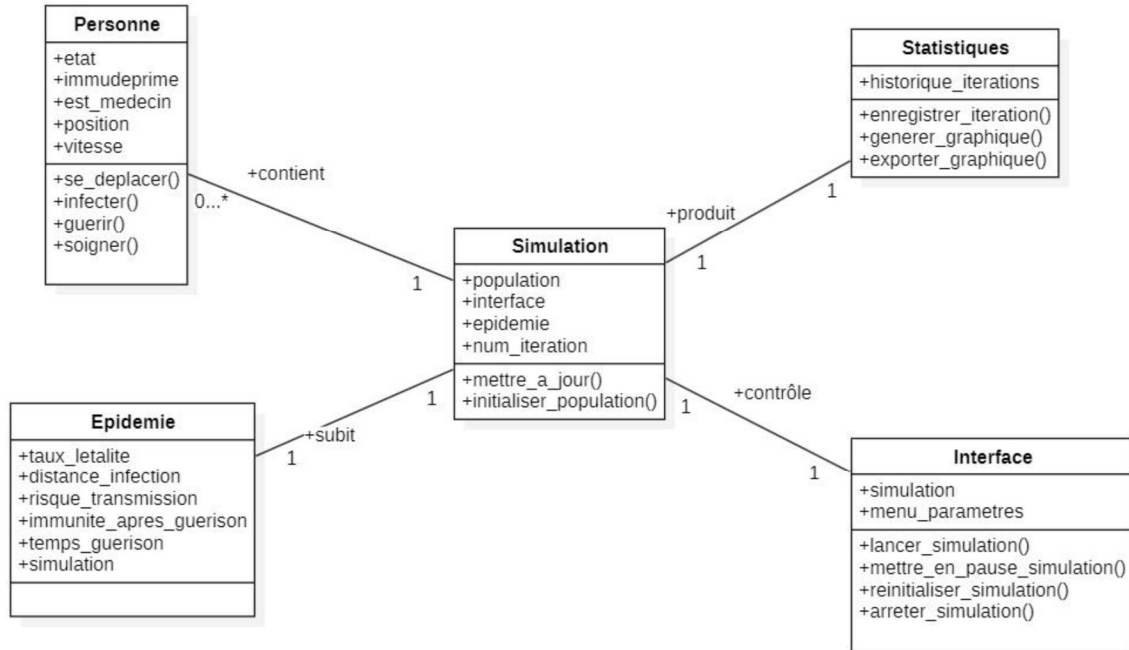 Personne
+etat
+immudeprime
+est_medecin
+position
+vitesse
+se_deplacer()
+infecter()
+guerir()
+soigner()
+contient
0...*
1
Statistiques
+historique_iterations
+enregistrer_iteration()
+generer_graphique()
+exporter_graphique()
1
+produit
1
Simulation
+population
+interface
+epidemie
+num_iteration
+mettre_a_jour()
+initialiser_population()
1
+subit
1
1
+contrôle
1
Epidemie
+taux_letalite
+distance_infection
+risque_transmission
+immunite_apres_guerison
+temps_guerison
+simulation
Interface
+simulation
+menu_parametres
+lancer_simulation()
+mettre_en_pause_simulation()
+reinitialiser_simulation()
+arreter_simulation()